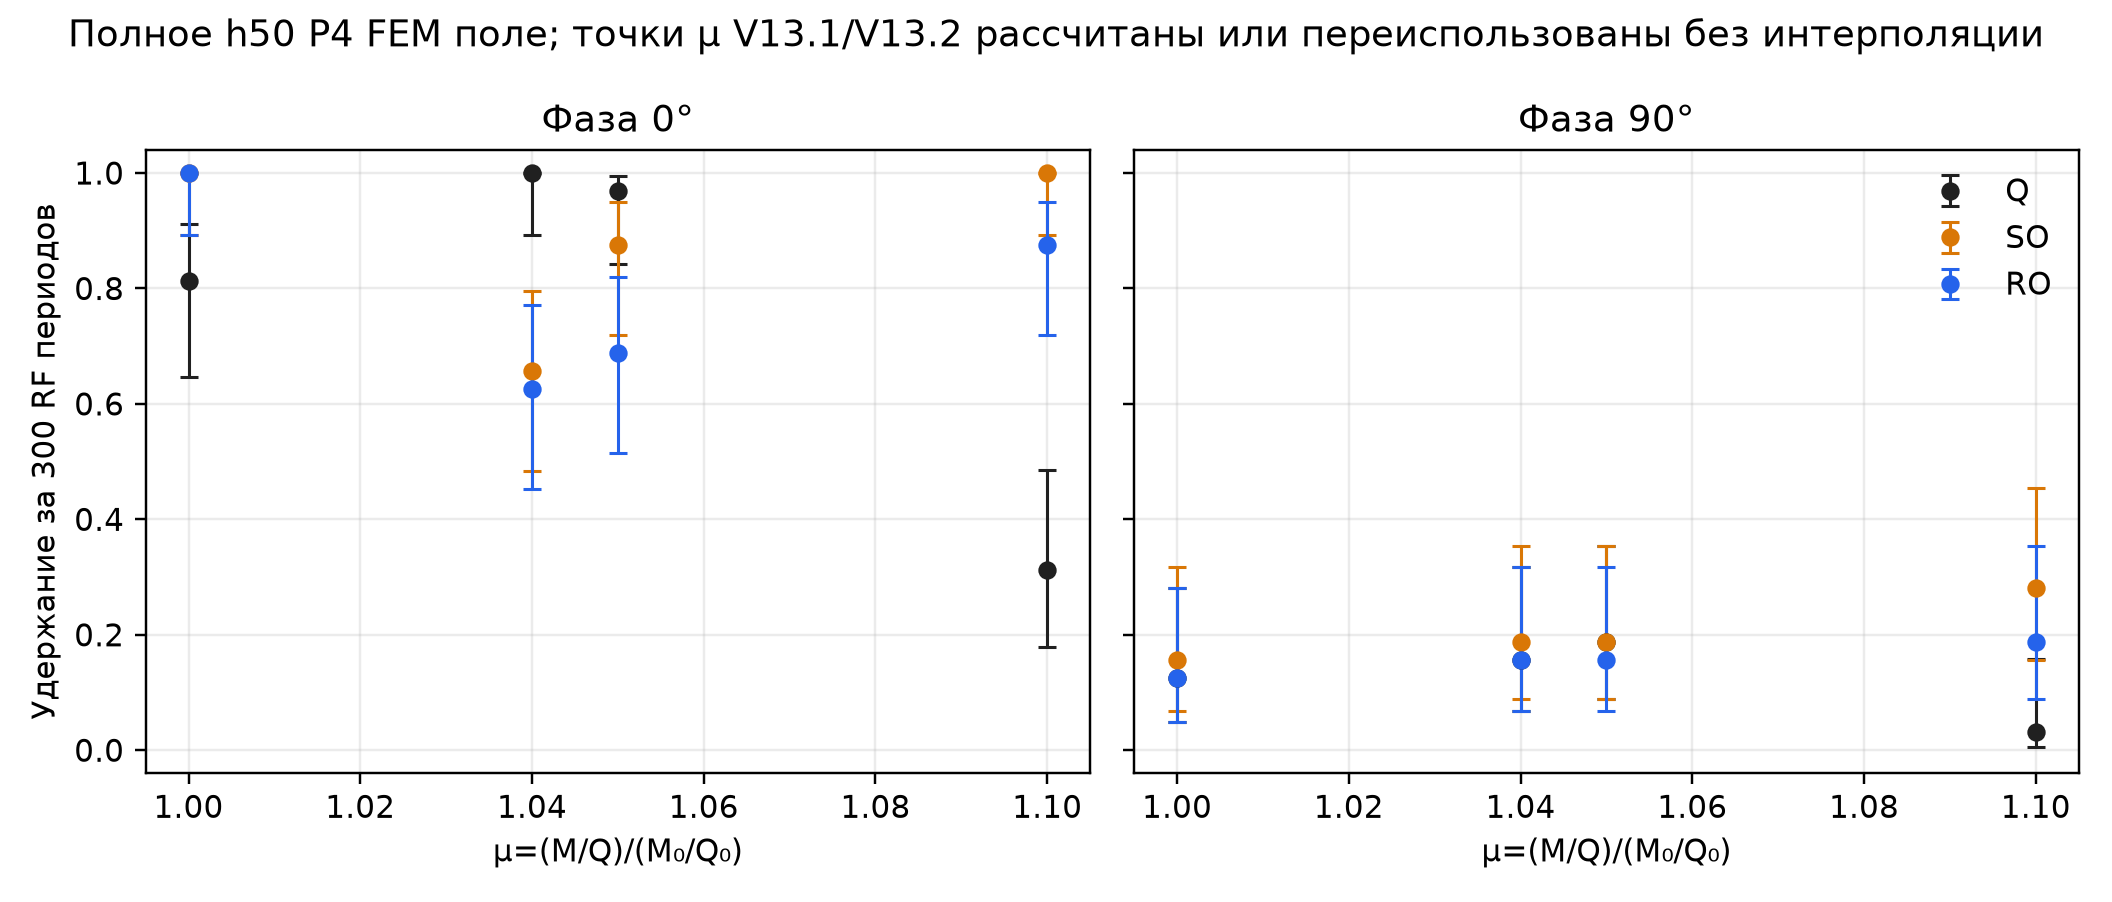 Полное h50 P4 FEM поле; точки μ V13.1/V13.2 рассчитаны или переиспользованы без интерполяции
Фаза 0°
Фаза 90°
Удержание за 300 RF периодов
1.0
0.8
0.6
0.4
0.2
0.0
Q
SO
RO
1.00 1.02 1.04 1.06 1.08 1.10
1.00 1.02 1.04 1.06 1.08 1.10
μ=(M/Q)/(M₀/Q₀)
μ=(M/Q)/(M₀/Q₀)